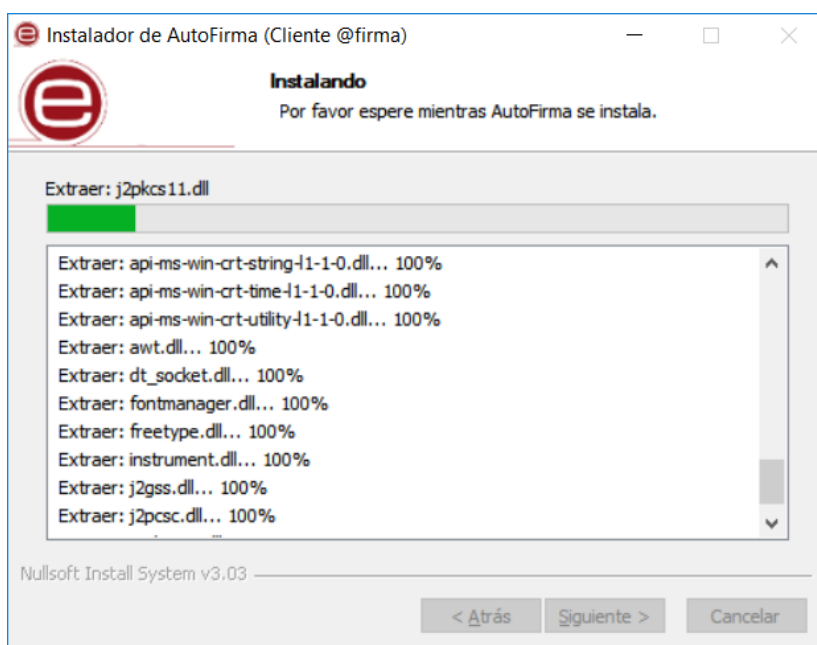 Instalador de AutoFirma (Cliente @firma)
Instalando
Por favor espere mientras AutoFirma se instala.
Extraer: j2pkcs11.dll
Extraer: api-ms-win-crt-string-l1-1-0.dll... 100%
Extraer: api-ms-win-crt-time-l1-1-0.dll... 100%
Extraer: api-ms-win-crt-utility-l1-1-0.dll... 100%
Extraer: awt.dll... 100%
Extraer: dt_socket.dll... 100%
Extraer: fontmanager.dll... 100%
Extraer: freetype.dll... 100%
Extraer: instrument.dll... 100%
Extraer: j2gss.dll... 100%
Extraer: j2pcsc.dll... 100%
Nullsoft Install System v3.03
< Atrás
Siguiente >
Cancelar